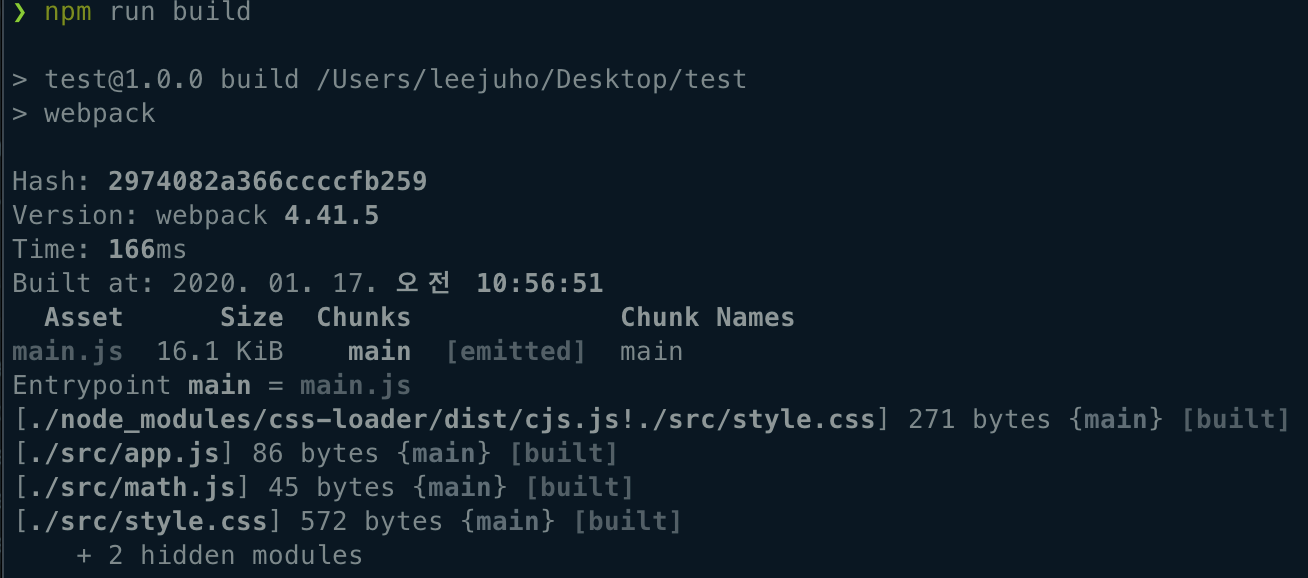 ❯ npm run build
> test@1.0.0 build /Users/leejuho/Desktop/test
> webpack
Hash: 2974082a366ccccfb259
Version: webpack 4.41.5
Time: 166ms
Built at: 2020. 01. 17. 오전 10:56:51
Asset Size Chunks Chunk Names
main.js 16.1 KiB main [emitted] main
Entrypoint main = main.js
[./node_modules/css-loader/dist/cjs.js!./src/style.css] 271 bytes {main} [built]
[./src/app.js] 86 bytes {main} [built]
[./src/math.js] 45 bytes {main} [built]
[./src/style.css] 572 bytes {main} [built]
+ 2 hidden modules